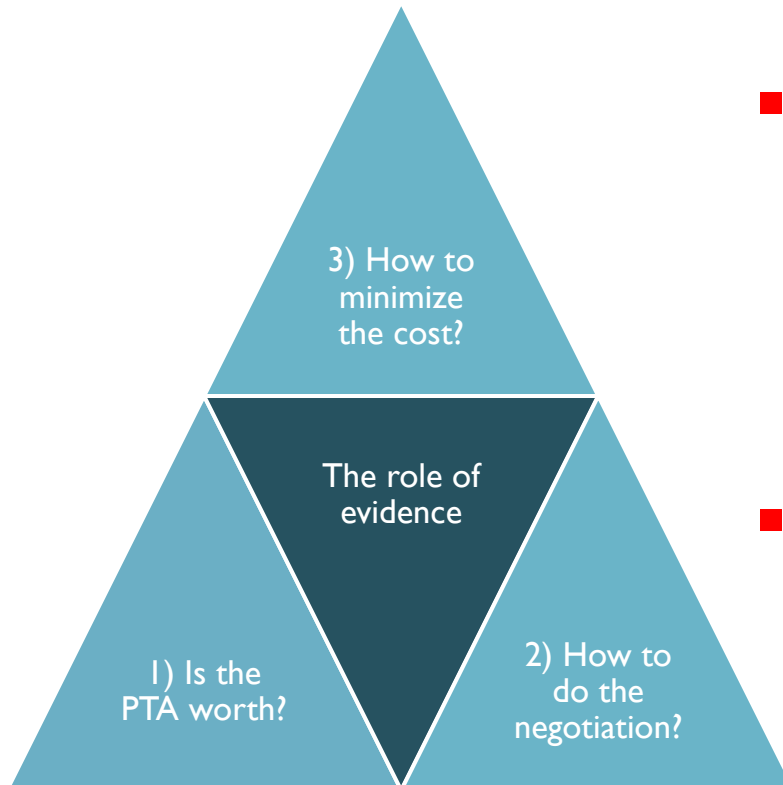 3) How to
minimize
the cost?
The role of
evidence
1) Is the
PTA worth?
2) How to
do the
negotiation?